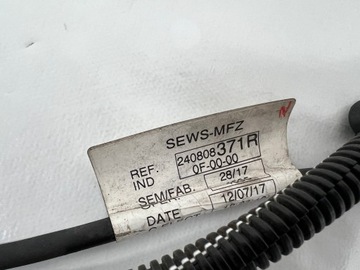 SEWS-MFZ
REF. 240808371R
IND 0F-00-00
SEM/FAB. 28/17
DATE 12/07/17